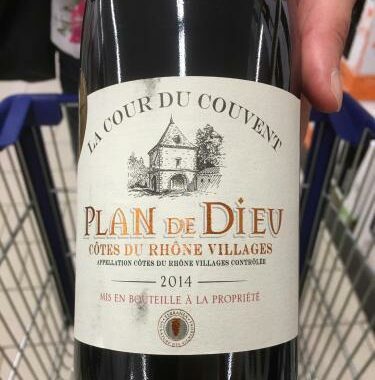 LA COUR DU COUVENT
PLAN DE DIEU
CÔTES DU RHÔNE VILLAGES
APPELLATION CÔTES DU RHÔNE VILLAGES CONTRÔLÉE
2014
MIS EN BOUTEILLE À LA PROPRIÉTÉ